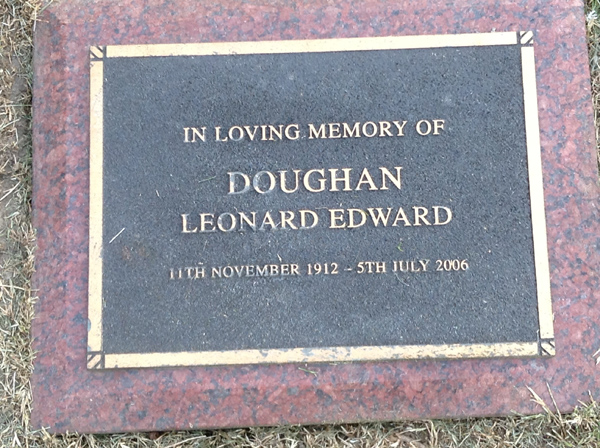 IN LOVING MEMORY OF
DOUGHAN
LEONARD EDWARD
11TH NOVEMBER 1912 - 5TH JULY 2006